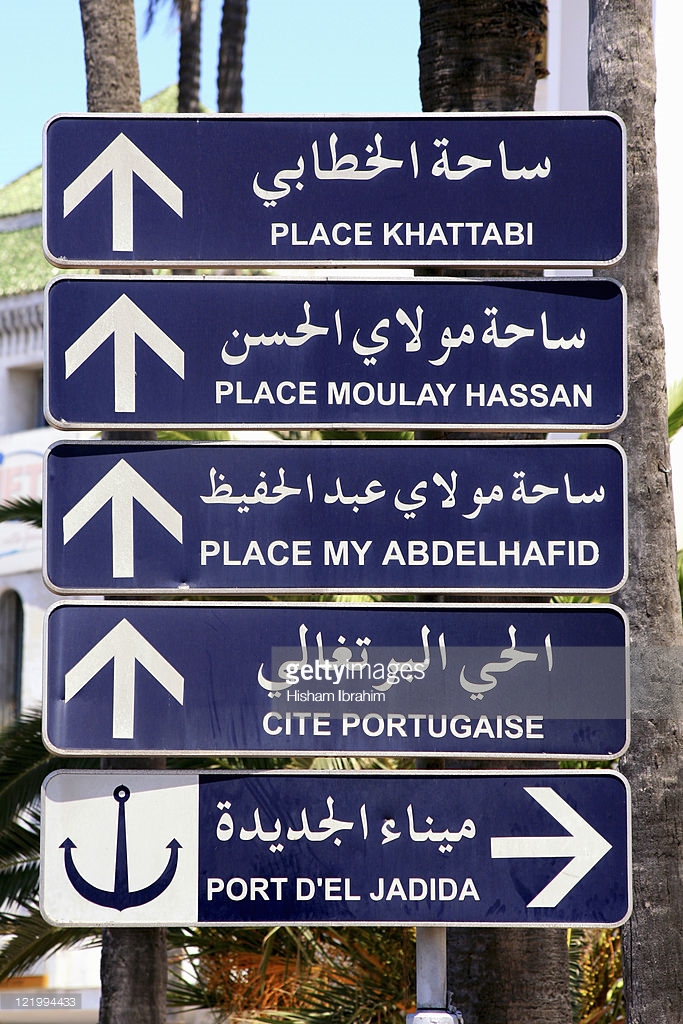 ساحة الخطابي
PLACE KHATTABI
ساحة مولاي الحسن
PLACE MOULAY HASSAN
ساحة مولاي عبد الحفيظ
PLACE MY ABDELHAFID
الحي البرتغالي
gettyimages
Hisham Ibrahim
CITE PORTUGAISE
ميناء الجديدة
PORT D'EL JADIDA
121994433